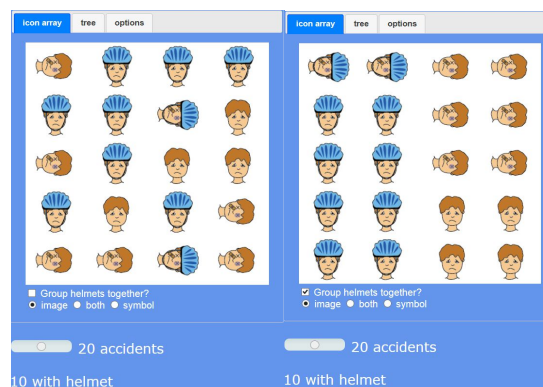 icon array tree options
Group helmets together?
image both symbol
20 accidents
10 with helmet
icon array tree options
Group helmets together?
image both symbol
20 accidents
10 with helmet